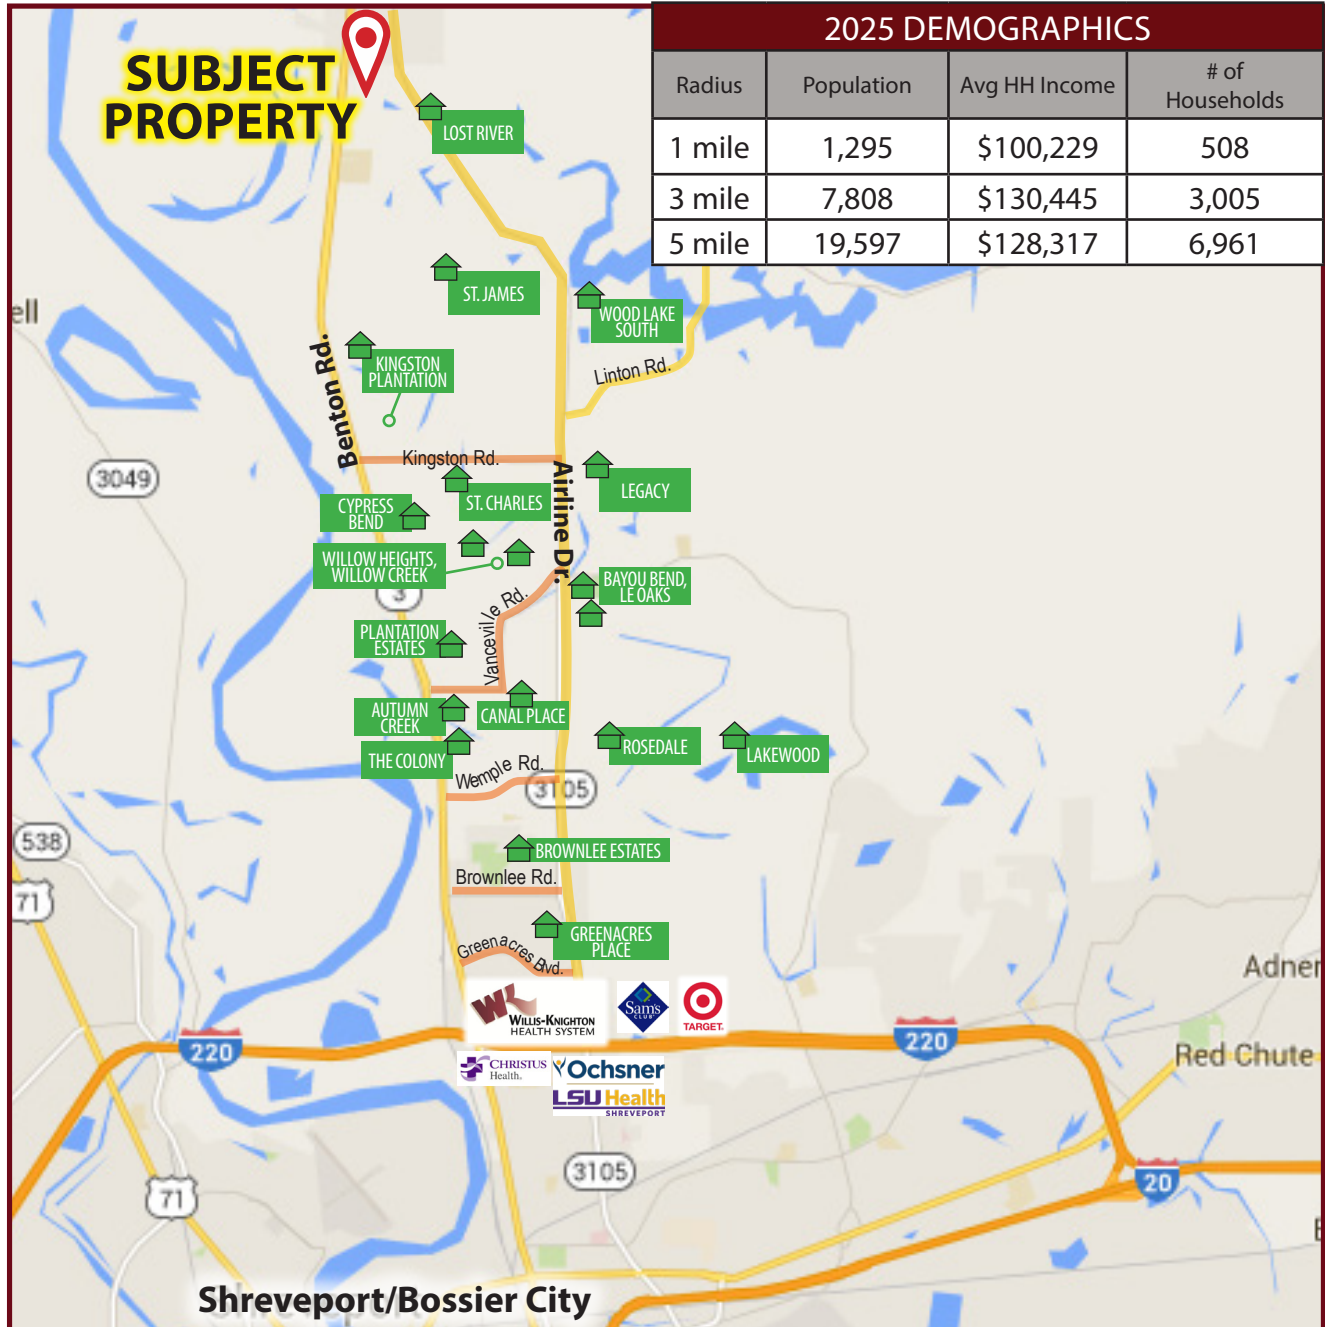 2025 DEMOGRAPHICS
Radius Population Avg HH Income # of Households
1 mile 1,295 $100,229 508
3 mile 7,808 $130,445 3,005
5 mile 19,597 $128,317 6,961
SUBJECT
PROPERTY
LOST RIVER
ST. JAMES
WOOD LAKE
SOUTH
ell
KINGSTON
PLANTATION
Linton Rd.
Benton Rd.
Kingston Rd.
Airline Dr.
3049
LEGACY
ST. CHARLES
CYPRESS
BEND
WILLOW HEIGHTS,
WILLOW CREEK
3
BAYOU BEND,
LE OAKS
Vanceville Rd.
PLANTATION
ESTATES
AUTUMN
CREEK
CANAL PLACE
THE COLONY
ROSEDALE
LAKEWOOD
Wemple Rd.
3105
538
BROWNLEE ESTATES
Brownlee Rd.
71
GREENACRES
PLACE
Greenacres Blvd.
Adner
WK
WILLIS-KNIGHTON
HEALTH SYSTEM
Sam's
CLUB
TARGET.
220
220
Red Chute
CHRISTUS
Health.
Ochsner
LSU Health
SHREVEPORT
3105
20
71
Shreveport/Bossier City